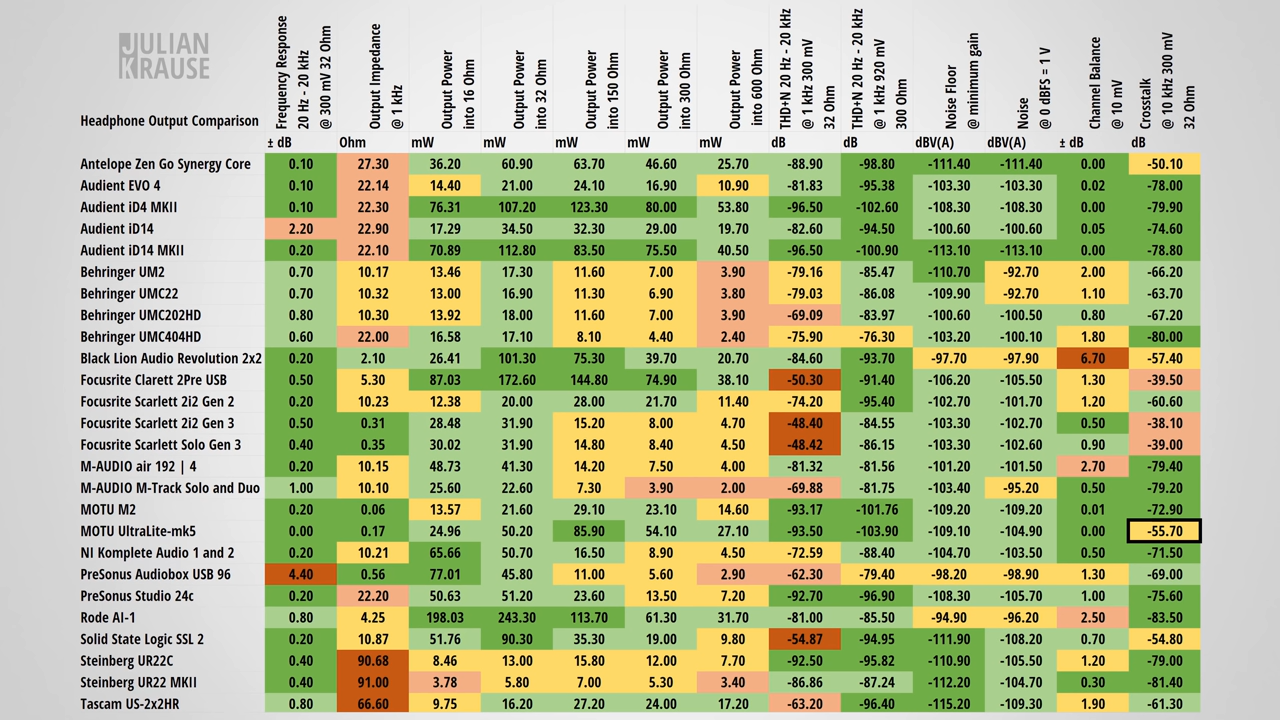 JULIAN
KRAUSE
Headphone Output Comparison
Frequency Response 20 Hz - 20 kHz @ 300 mV 32 Ohm
Output Impedance @ 1 kHz
Output Power into 16 Ohm
Output Power into 32 Ohm
Output Power into 150 Ohm
Output Power into 300 Ohm
Output Power into 600 Ohm
THD+N 20 Hz - 20 kHz @ 1 kHz 300 mV 32 Ohm
THD+N 20 Hz - 20 kHz @ 1 kHz 920 mV 300 Ohm
Noise Floor @ minimum gain
Noise @ 0 dBFS = 1 V
Channel Balance @ 10 mV
Crosstalk @ 10 kHz 300 mV 32 Ohm
± dB Ohm mW mW mW mW mW dB dB dBV(A) dBV(A) ± dB dB
Antelope Zen Go Synergy Core 0.10 27.30 36.20 60.90 63.70 46.60 25.70 -88.90 -98.80 -111.40 -111.40 0.00 -50.10
Audient EVO 4 0.10 22.14 14.40 21.00 24.10 16.90 10.90 -81.83 -95.38 -103.30 -103.30 0.02 -78.00
Audient iD4 MKII 0.10 22.30 76.31 107.20 123.30 80.00 53.80 -96.50 -102.60 -108.30 -108.30 0.00 -79.90
Audient iD14 2.20 22.90 17.29 34.50 32.30 29.00 19.70 -82.60 -94.50 -100.60 -100.60 0.05 -74.60
Audient iD14 MKII 0.20 22.10 70.89 112.80 83.50 75.50 40.50 -96.50 -100.90 -113.10 -113.10 0.00 -78.80
Behringer UM2 0.70 10.17 13.46 17.30 11.60 7.00 3.90 -79.16 -85.47 -110.70 -92.70 2.00 -66.20
Behringer UMC22 0.70 10.32 13.00 16.90 11.30 6.90 3.80 -79.03 -86.08 -109.90 -92.70 1.10 -63.70
Behringer UMC202HD 0.80 10.30 13.92 18.00 11.60 7.00 3.90 -69.09 -83.97 -100.60 -100.50 0.80 -67.20
Behringer UMC404HD 0.60 22.00 16.58 17.10 8.10 4.40 2.40 -75.90 -76.30 -103.20 -100.10 1.80 -80.00
Black Lion Audio Revolution 2x2 0.20 2.10 26.41 101.30 75.30 39.70 20.70 -84.60 -93.70 -97.70 -97.90 6.70 -57.40
Focusrite Clarett 2Pre USB 0.50 5.30 87.03 172.60 144.80 74.90 38.10 -50.30 -91.40 -106.20 -105.50 1.30 -39.50
Focusrite Scarlett 2i2 Gen 2 0.20 10.23 12.38 20.00 28.00 21.70 11.40 -74.20 -95.40 -102.70 -101.70 1.20 -60.60
Focusrite Scarlett 2i2 Gen 3 0.50 0.31 28.48 31.90 15.20 8.00 4.70 -48.40 -84.55 -103.30 -102.70 0.50 -38.10
Focusrite Scarlett Solo Gen 3 0.40 0.35 30.02 31.90 14.80 8.40 4.50 -48.42 -86.15 -103.30 -102.60 0.90 -39.00
M-AUDIO air 192 | 4 0.20 10.15 48.73 41.30 14.20 7.50 4.00 -81.32 -81.56 -101.20 -101.50 2.70 -79.40
M-AUDIO M-Track Solo and Duo 1.00 10.10 25.60 22.60 7.30 3.90 2.00 -69.88 -81.75 -103.40 -95.20 0.50 -79.20
MOTU M2 0.20 0.06 13.57 21.60 29.10 23.10 14.60 -93.17 -101.76 -109.20 -109.20 0.01 -72.90
MOTU UltraLite-mk5 0.00 0.17 24.96 50.20 85.90 54.10 27.10 -93.50 -103.90 -109.10 -104.90 0.00 -55.70
NI Komplete Audio 1 and 2 0.20 10.21 65.66 50.70 16.50 8.90 4.50 -72.59 -88.40 -104.70 -103.50 0.50 -71.50
PreSonus Audiobox USB 96 4.40 0.56 77.01 45.80 11.00 5.60 2.90 -62.30 -79.40 -98.20 -98.90 1.30 -69.00
PreSonus Studio 24c 0.20 22.20 50.63 51.20 23.60 13.50 7.20 -92.70 -96.90 -108.30 -105.70 1.00 -75.60
Rode AI-1 0.80 4.25 198.03 243.30 113.70 61.30 31.70 -81.00 -85.50 -94.90 -96.20 2.50 -83.50
Solid State Logic SSL 2 0.20 10.87 51.76 90.30 35.30 19.00 9.80 -54.87 -94.95 -111.90 -108.20 0.70 -54.80
Steinberg UR22C 0.40 90.68 8.46 13.00 15.80 12.00 7.70 -92.50 -95.82 -110.90 -105.50 1.20 -79.00
Steinberg UR22 MKII 0.40 91.00 3.78 5.80 7.00 5.30 3.40 -86.86 -87.24 -112.20 -104.70 0.30 -81.40
Tascam US-2x2HR 0.80 66.60 9.75 16.20 27.20 24.00 17.20 -63.20 -96.40 -115.20 -109.30 1.90 -61.30